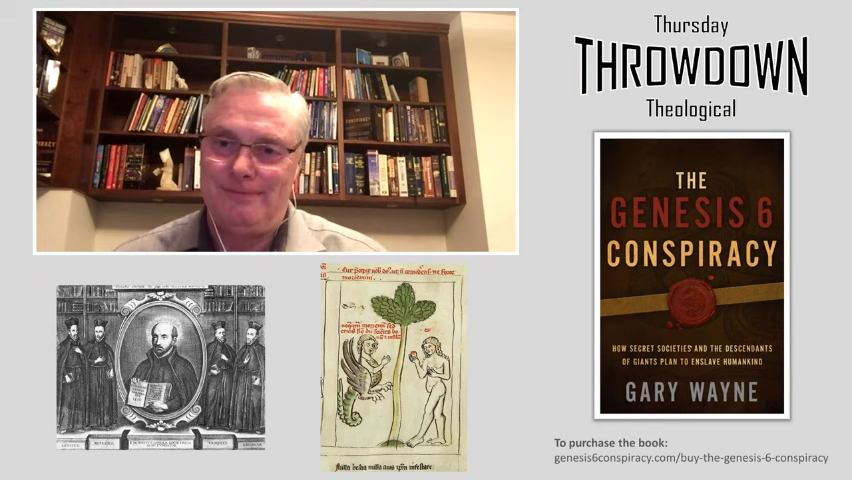 Thursday
THROWDOWN
Theological
THE
GENESIS 6
CONSPIRACY
HOW SECRET SOCIETIES AND THE DESCENDANTS
OF GIANTS PLAN TO ENSLAVE HUMANKIND
GARY WAYNE
To purchase the book:
genesis6conspiracy.com/buy-the-genesis-6-conspiracy